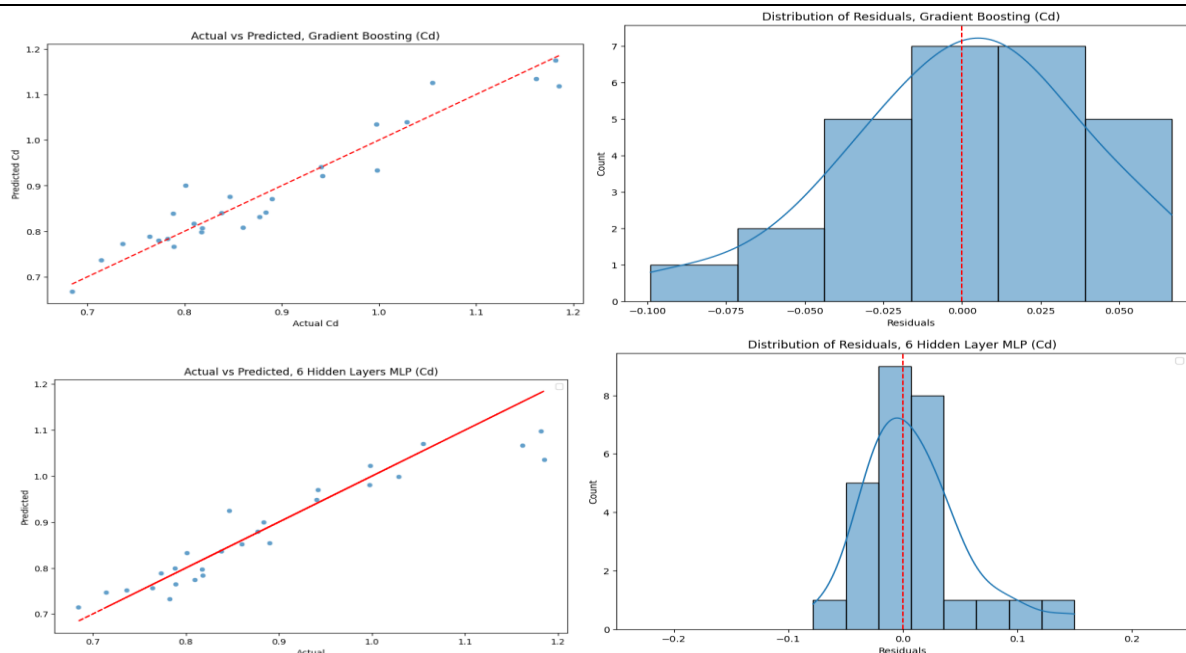 Actual vs Predicted, Gradient Boosting (Cd)
1.2
1.1
1.0
0.9
0.8
0.7
Predicted Cd
0.7 0.8 0.9 1.0 1.1 1.2
Actual Cd
Distribution of Residuals, Gradient Boosting (Cd)
7
6
5
4
3
2
1
0
Count
−0.100 −0.075 −0.050 −0.025 0.000 0.025 0.050
Residuals
Actual vs Predicted, 6 Hidden Layers MLP (Cd)
1.2
1.1
1.0
0.9
0.8
0.7
Predicted
0.7 0.8 0.9 1.0 1.1 1.2
Actual
Distribution of Residuals, 6 Hidden Layer MLP (Cd)
8
6
4
2
0
Count
−0.2 −0.1 0.0 0.1 0.2
Residuals